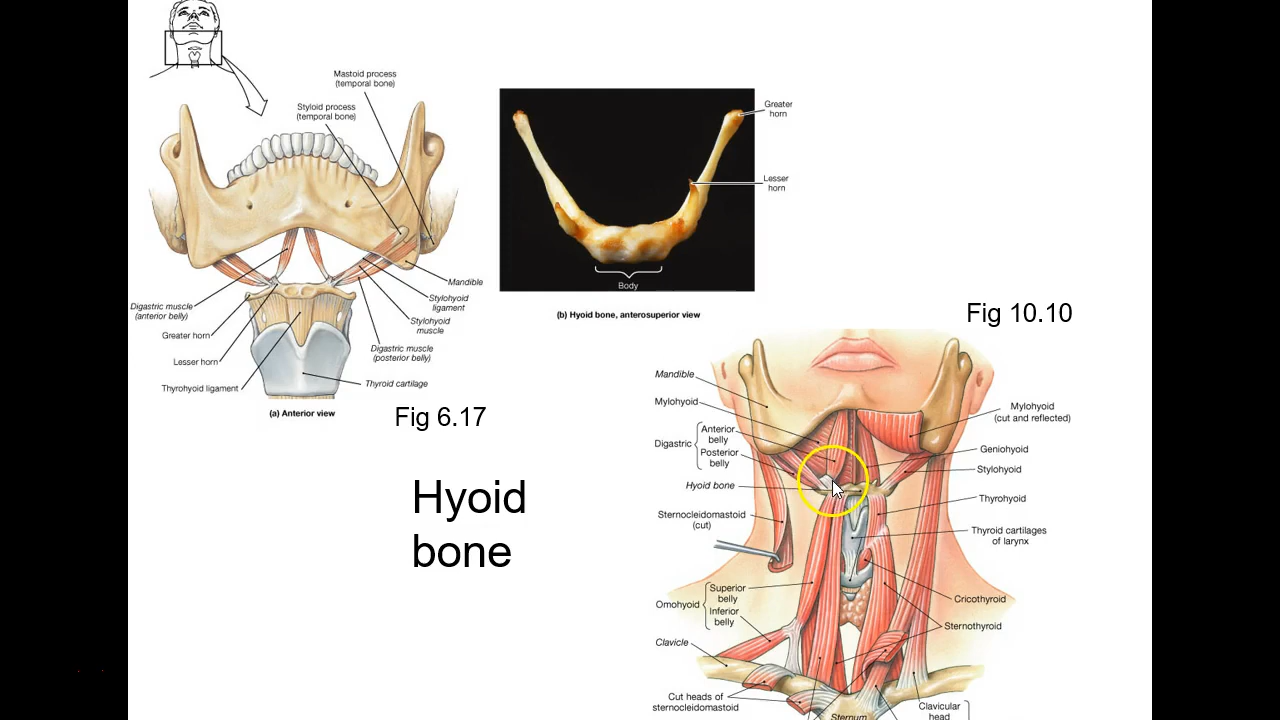 Mastoid process
(temporal bone)
Styloid process
(temporal bone)
Mandible
Stylohyoid
ligament
Stylohyoid
muscle
Digastric muscle
(posterior belly)
Thyroid cartilage
Digastric muscle
(anterior belly)
Greater horn
Lesser horn
Thyrohyoid ligament
(a) Anterior view
Fig 6.17
Greater
horn
Lesser
horn
Body
(b) Hyoid bone, anterosuperior view
Hyoid
bone
Fig 10.10
Mandible
Mylohyoid
Digastric
Anterior
belly
Posterior
belly
Hyoid bone
Sternocleidomastoid
(cut)
Omohyoid
Superior
belly
Inferior
belly
Clavicle
Cut heads of
sternocleidomastoid
Mylohyoid
(cut and reflected)
Geniohyoid
Stylohyoid
Thyrohyoid
Thyroid cartilages
of larynx
Cricothyroid
Sternothyroid
Sternum
Clavicular
head